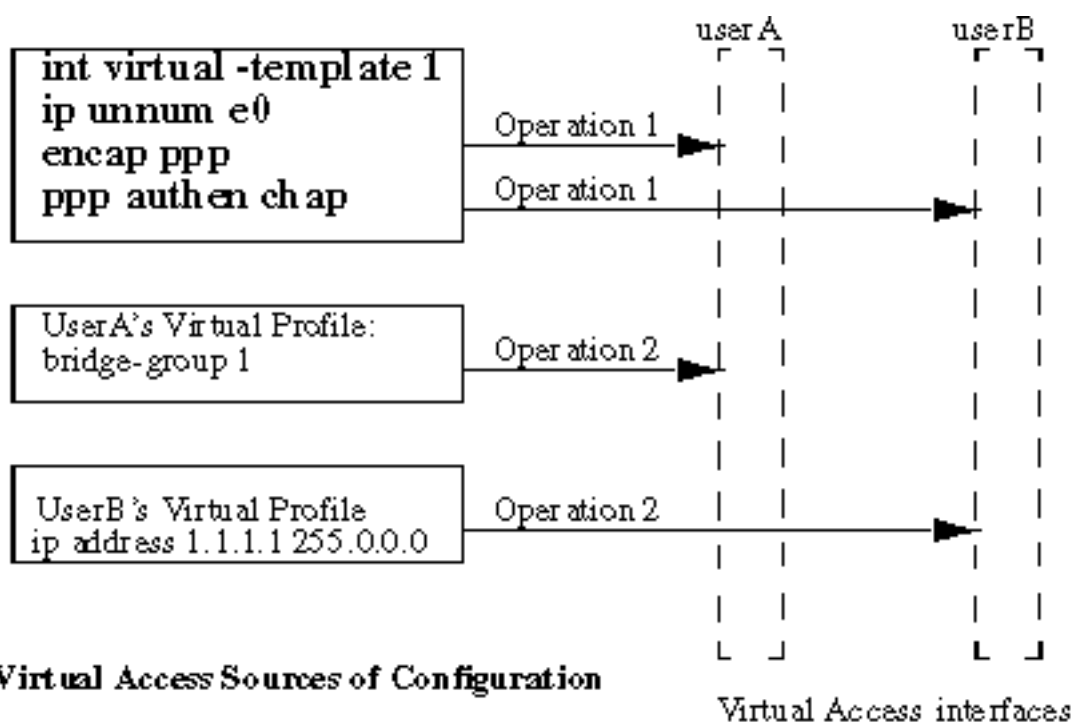 userA
userB
int virtual -template 1
ip unnum e0
encap ppp
ppp authen chap
Operation 1
Operation 1
UserA's Virtual Profile:
bridge-group 1
Operation 2
UserB's Virtual Profile
ip address 1.1.1.1 255.0.0.0
Operation 2
Virtual Access Sources of Configuration
Virtual Access interfaces